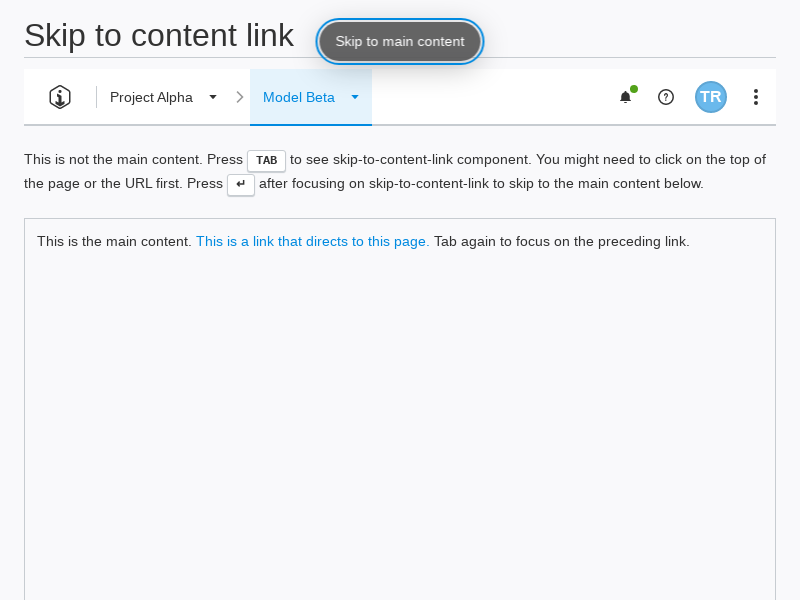 Skip to content link
Skip to main content
Project Alpha
Model Beta
TR
This is not the main content. Press TAB to see skip-to-content-link component. You might need to click on the top of
the page or the URL first. Press ↵ after focusing on skip-to-content-link to skip to the main content below.
This is the main content. This is a link that directs to this page. Tab again to focus on the preceding link.